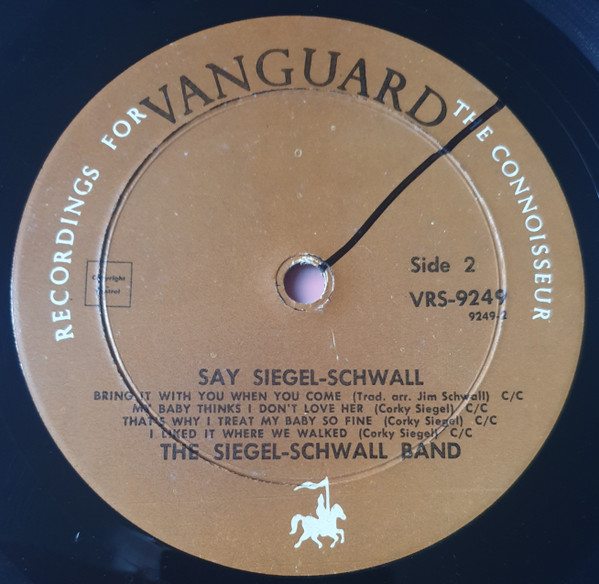 RECORDINGS FOR VANGUARD THE CONNOISSEUR
Side 2
VRS-9249
9249-2
Copyright
Control
SAY SIEGEL-SCHWALL
BRING IT WITH YOU WHEN YOU COME (Trad. arr. Jim Schwall) C/C
MY BABY THINKS I DON'T LOVE HER (Corky Siegel) C/C
THAT'S WHY I TREAT MY BABY SO FINE (Corky Siegel) C/C
I LIKED IT WHERE WE WALKED (Corky Siegel) C/C
THE SIEGEL-SCHWALL BAND